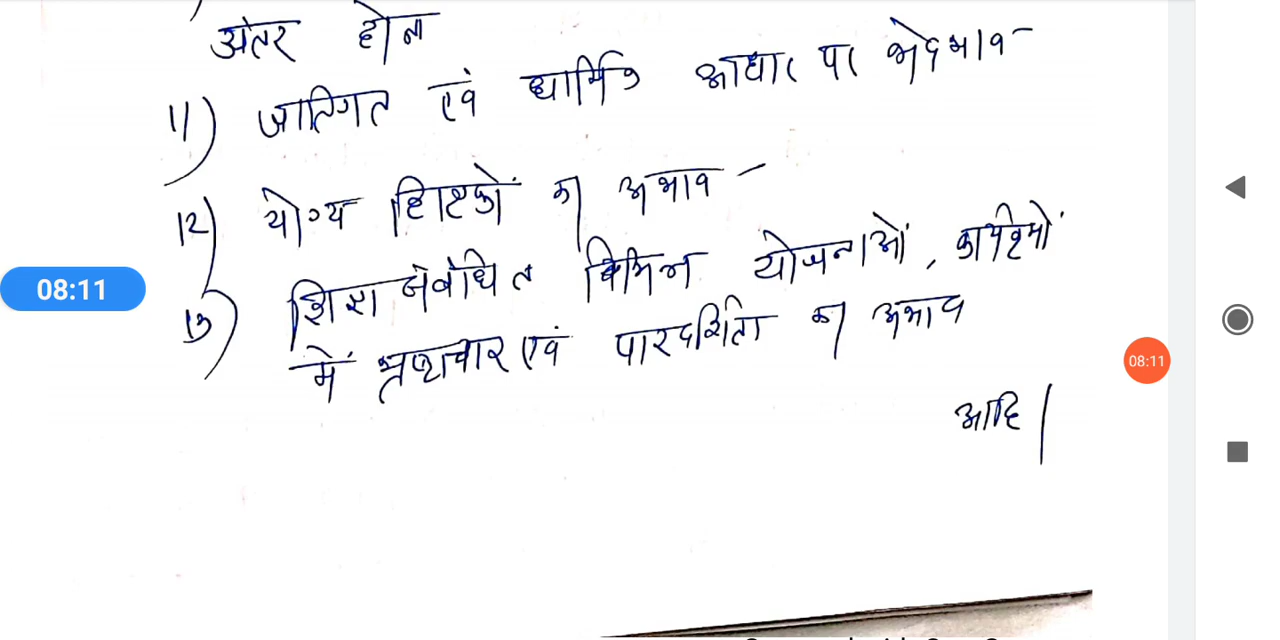 अंतर होना
11) जातिगत एवं धार्मिक आधार पर भेदभाव -
12) योग्य शिक्षकों का अभाव -
13) शिक्षा संबंधित विभिन्न योजनाओं, कार्यक्रमों
में भ्रष्टाचार एवं पारदर्शिता का अभाव
आदि |
08:11
08:11